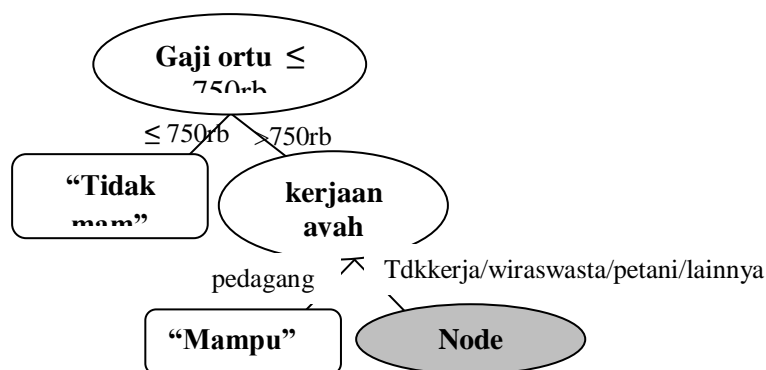 Gaji ortu ≤
750rb
≤ 750rb
>750rb
“Tidak
kerjaan
pedagang
Tdkkerja/wiraswasta/petani/lainnya
“Mampu”
Node